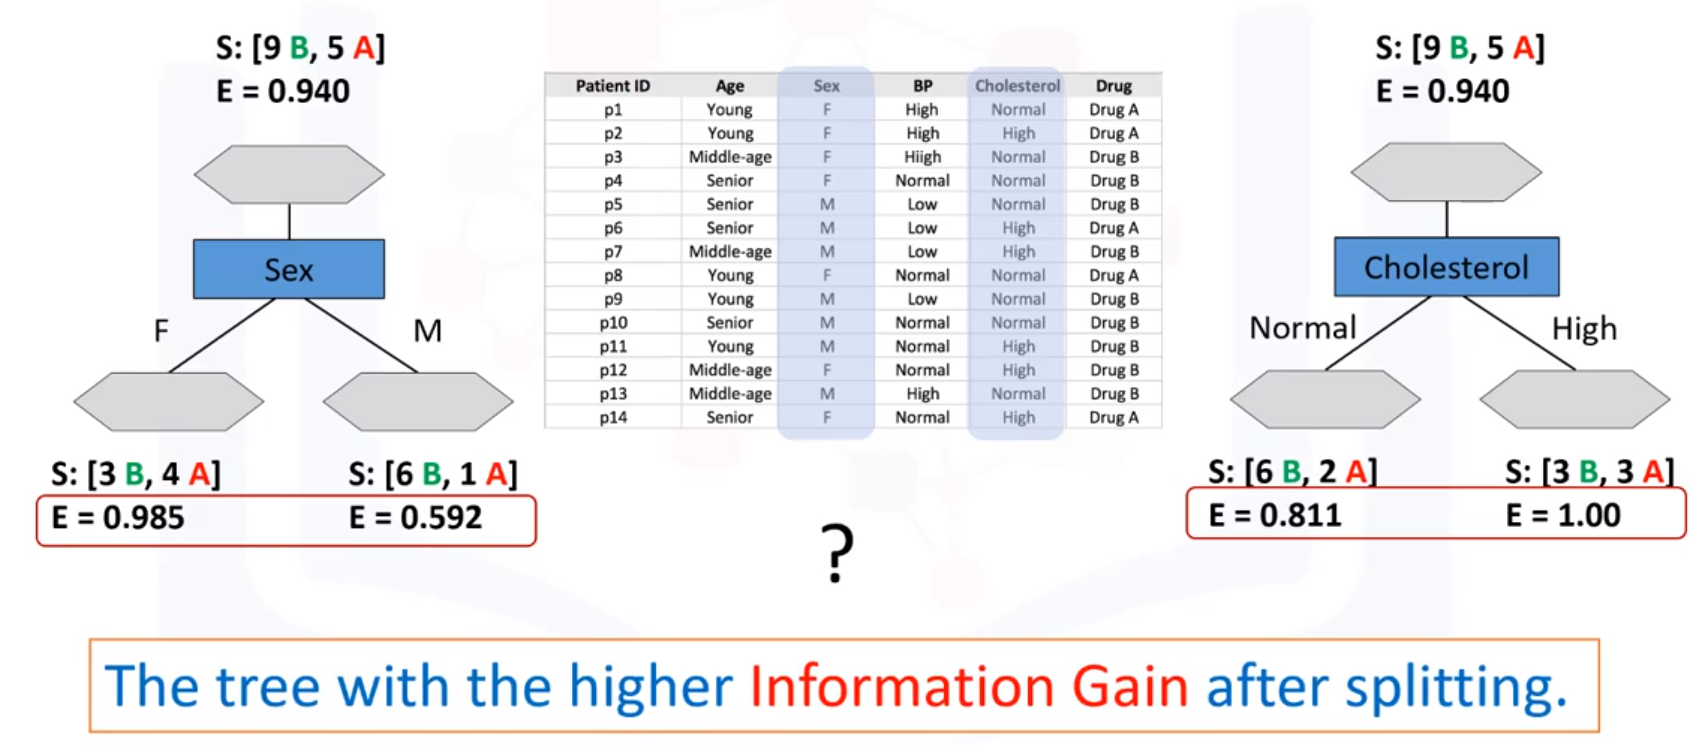 S: [9 B, 5 A]
E = 0.940
Sex
F
M
S: [3 B, 4 A]
S: [6 B, 1 A]
E = 0.985
E = 0.592
Patient ID Age Sex BP Cholesterol Drug
p1 Young F High Normal Drug A
p2 Young F High High Drug A
p3 Middle-age F Hiigh Normal Drug B
p4 Senior F Normal Normal Drug B
p5 Senior M Low Normal Drug B
p6 Senior M Low High Drug A
p7 Middle-age M Low High Drug B
p8 Young F Normal Normal Drug A
p9 Young M Low Normal Drug B
p10 Senior M Normal Normal Drug B
p11 Young M Normal High Drug B
p12 Middle-age F Normal High Drug B
p13 Middle-age M High Normal Drug B
p14 Senior F Normal High Drug A
?
S: [9 B, 5 A]
E = 0.940
Cholesterol
Normal
High
S: [6 B, 2 A]
S: [3 B, 3 A]
E = 0.811
E = 1.00
The tree with the higher Information Gain after splitting.